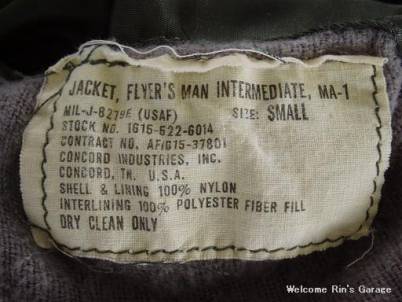 JACKET, FLYER'S MAN INTERMEDIATE, MA-1
MIL-J-8279E (USAF) SIZE: SMALL
STOCK NO. 1G15-522-6014
CONTRACT NO. AF1G15-37801
CONCORD INDUSTRIES, INC.
CONCORD, TN. U.S.A.
SHELL & LINING 100% NYLON
INTERLINING 100% POLYESTER FIBER FILL
DRY CLEAN ONLY
Welcome Rin's Garage